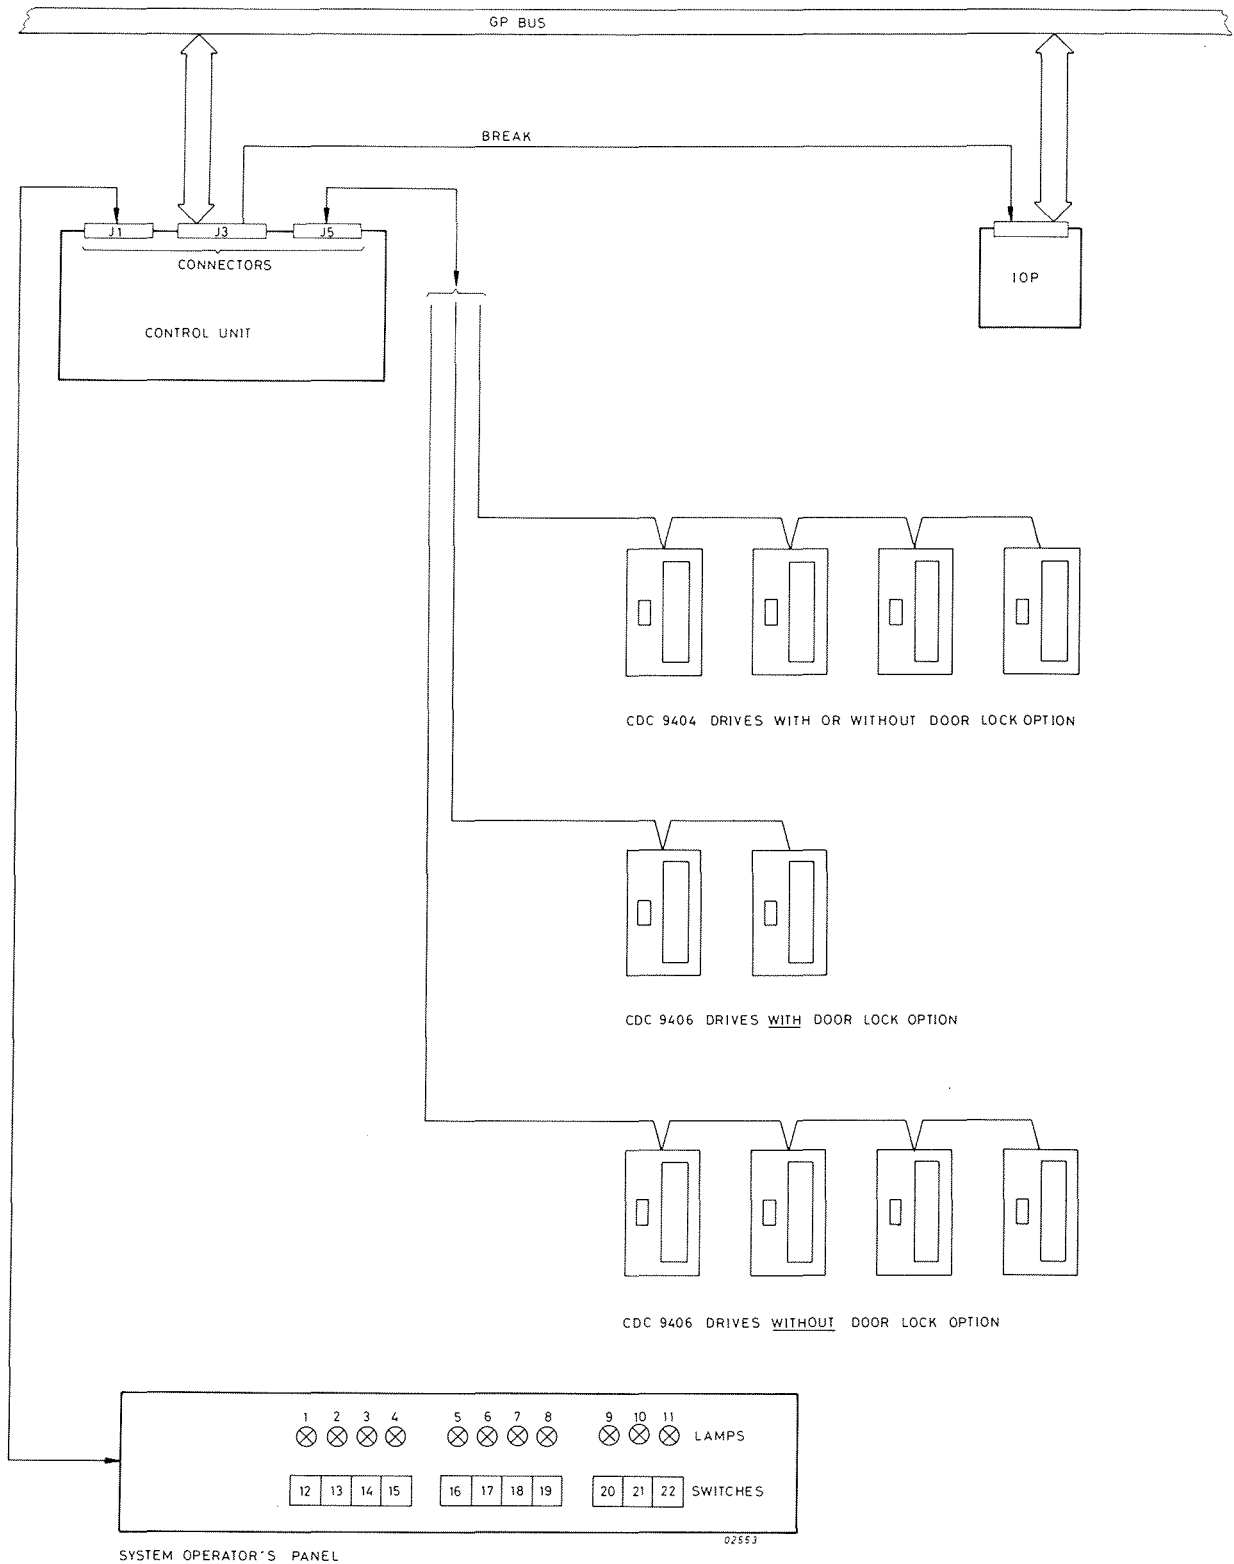 GP BUS
BREAK
J1 J3 J5
CONNECTORS
CONTROL UNIT
IOP
CDC 9404 DRIVES WITH OR WITHOUT DOOR LOCK OPTION
CDC 9406 DRIVES WITH DOOR LOCK OPTION
CDC 9406 DRIVES WITHOUT DOOR LOCK OPTION
1 2 3 4 5 6 7 8 9 10 11
LAMPS
12 13 14 15 16 17 18 19 20 21 22 SWITCHES
02553
SYSTEM OPERATOR'S PANEL